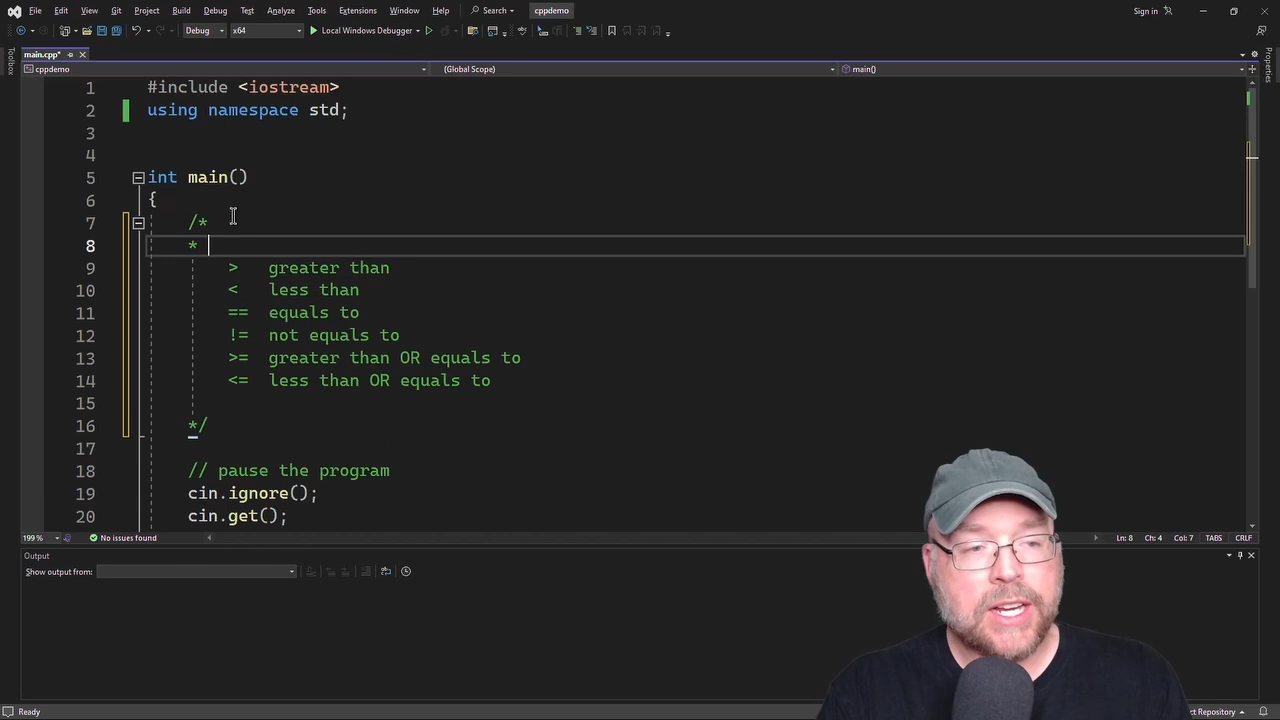 File Edit View Git Project Build Debug Test Analyze Tools Extensions Window Help Search cppdemo Sign in
Debug x64 Local Windows Debugger
Toolbox
main.cpp*
cppdemo (Global Scope) main()
Properties
1 #include <iostream>
2 using namespace std;
3
4
5 int main()
6 {
7 /*
8 *
9 > greater than
10 < less than
11 == equals to
12 != not equals to
13 >= greater than OR equals to
14 <= less than OR equals to
15
16 */
17
18 // pause the program
19 cin.ignore();
20 cin.get();
199 % No issues found Ln: 8 Ch: 4 Col: 7 TABS CRLF
Output
Show output from:
Ready Repository